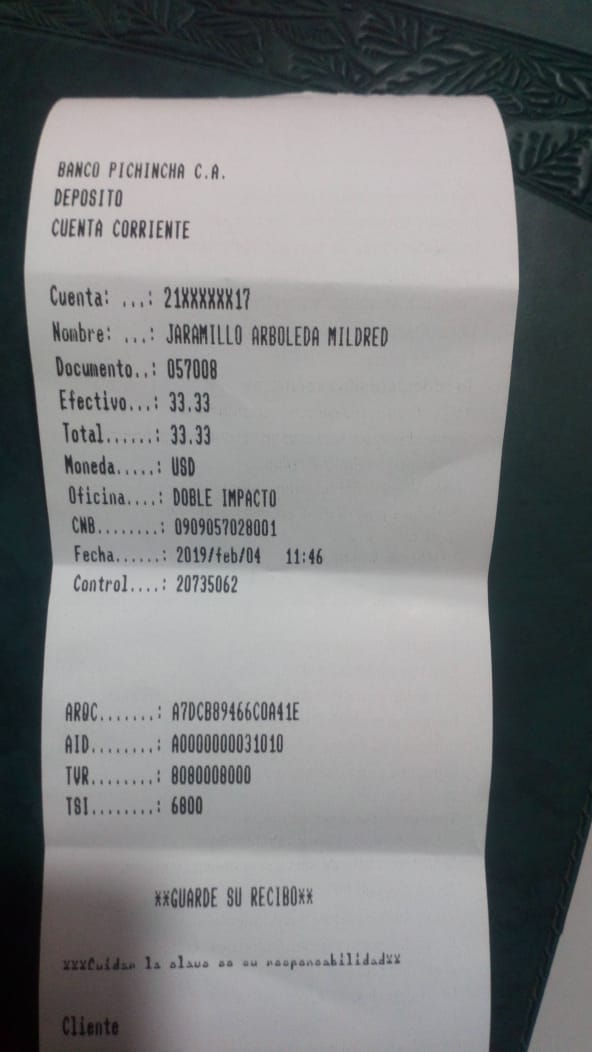 BANCO PICHINCHA C.A.
DEPOSITO
CUENTA CORRIENTE
Cuenta: ...: 21XXXXXX17
Nombre: ...: JARAMILLO ARBOLEDA MILDRED
Documento..: 057008
Efectivo...: 33.33
Total......: 33.33
Moneda.....: USD
Oficina....: DOBLE IMPACTO
CNB........: 0909057028001
Fecha......: 2019/feb/04 11:46
Control....: 20735062
ARQC.......: A7DCB89466C0A41E
AID........: A0000000031010
TVR........: 8080008000
TSI........: 6800
**GUARDE SU RECIBO**
***Cuidar la clave es su responsabilidad**
Cliente